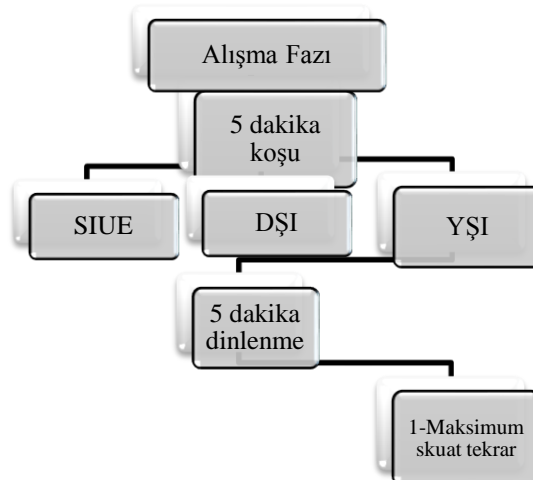 Alışma Fazı
5 dakika
koşu
SIUE
DŞI
YŞI
5 dakika
dinlenme
1-Maksimum
skuat tekrar